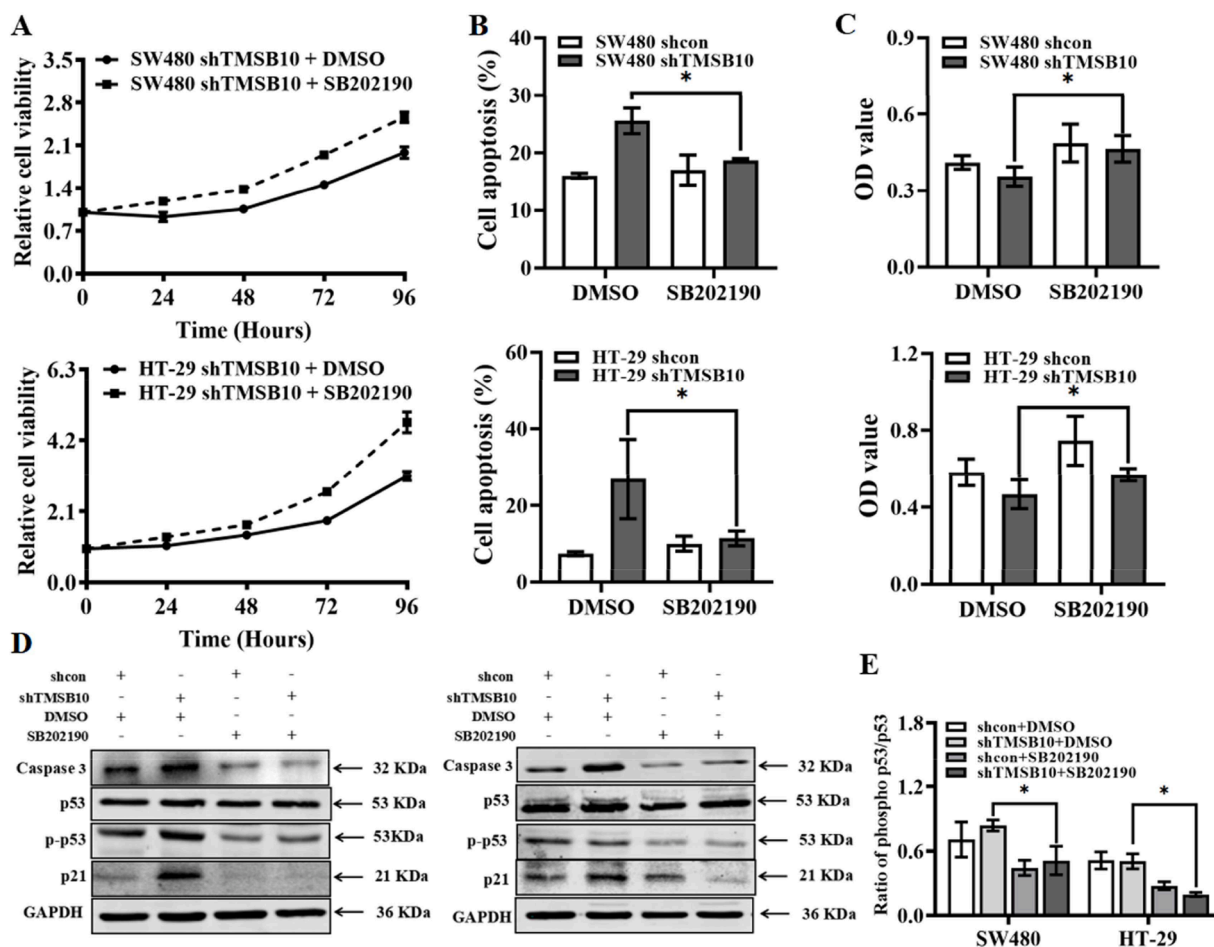 A
Relative cell viability
3.5
2.8
2.1
1.4
0.7
0.0
SW480 shTMSB10 + DMSO
SW480 shTMSB10 + SB202190
0 24 48 72 96
Time (Hours)
B
Cell apoptosis (%)
40
30
20
10
0
SW480 shcon
SW480 shTMSB10
*
DMSO SB202190
C
OD value
0.9
0.6
0.3
0.0
SW480 shcon
SW480 shTMSB10
*
DMSO SB202190
Relative cell viability
6.3
4.2
2.1
0.0
HT-29 shTMSB10 + DMSO
HT-29 shTMSB10 + SB202190
0 24 48 72 96
Time (Hours)
Cell apoptosis (%)
60
40
20
0
HT-29 shcon
HT-29 shTMSB10
*
DMSO SB202190
OD value
1.2
0.8
0.4
0.0
HT-29 shcon
HT-29 shTMSB10
*
DMSO SB202190
D
shcon + - + -
shTMSB10 - + - +
DMSO + + - -
SB202190 - - + +
Caspase 3 32 KDa
p53 53 KDa
p-p53 53KDa
p21 21 KDa
GAPDH 36 KDa
shcon + - + -
shTMSB10 - + - +
DMSO + + - -
SB202190 - - + +
Caspase 3 32 KDa
p53 53 KDa
p-p53 53 KDa
p21 21 KDa
GAPDH 36 KDa
E
Ratio of phospho p53/p53
1.8
1.2
0.6
0.0
shcon+DMSO
shTMSB10+DMSO
shcon+SB202190
shTMSB10+SB202190
* *
SW480 HT-29